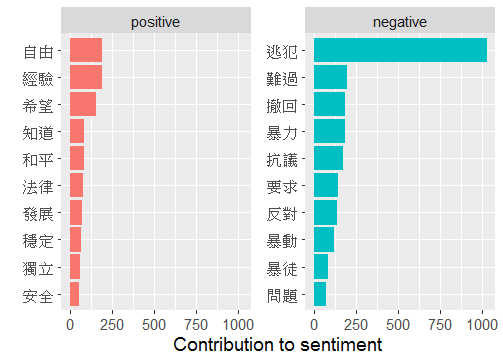 positive
negative
自由
經驗
希望
知道
和平
法律
發展
穩定
獨立
安全
逃犯
難過
撤回
暴力
抗議
要求
反對
暴動
暴徒
問題
0 250 500 750 1000
0 250 500 750 1000
Contribution to sentiment